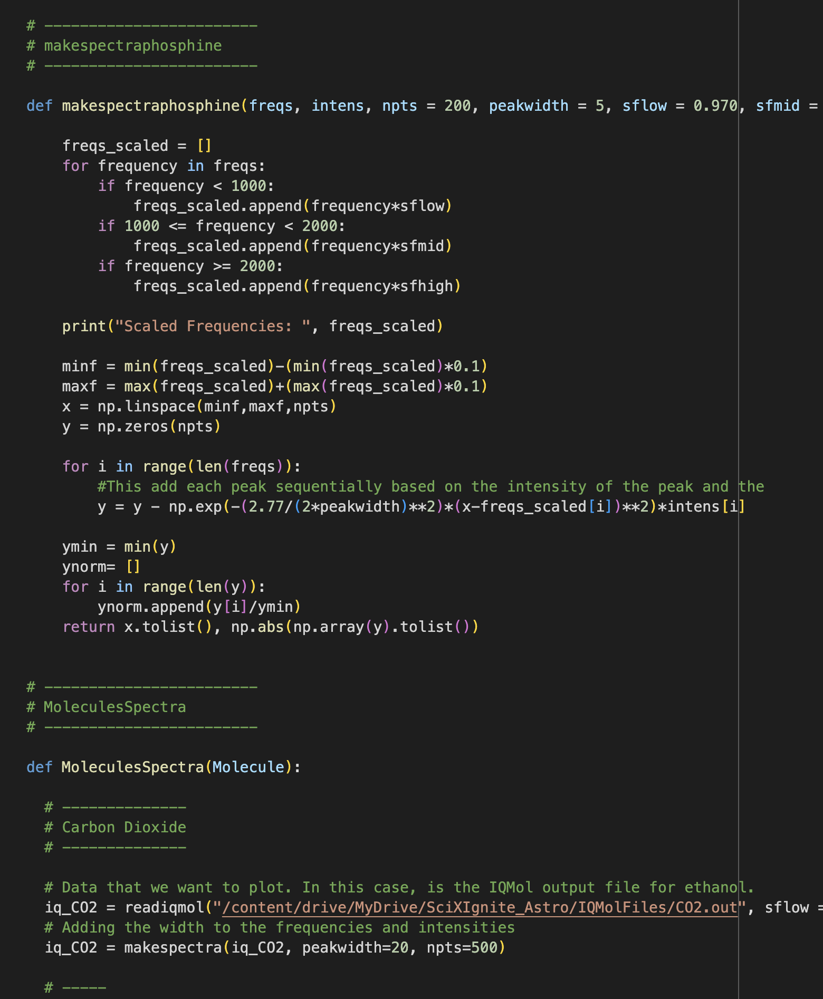 # ------------------------
# makespectraphosphine
# ------------------------
def makespectraphosphine(freqs, intens, npts = 200, peakwidth = 5, sflow = 0.970, sfmid =
    freqs_scaled = []
    for frequency in freqs:
        if frequency < 1000:
            freqs_scaled.append(frequency*sflow)
        if 1000 <= frequency < 2000:
            freqs_scaled.append(frequency*sfmid)
        if frequency >= 2000:
            freqs_scaled.append(frequency*sfhigh)
    print("Scaled Frequencies: ", freqs_scaled)
    minf = min(freqs_scaled)-(min(freqs_scaled)*0.1)
    maxf = max(freqs_scaled)+(max(freqs_scaled)*0.1)
    x = np.linspace(minf,maxf,npts)
    y = np.zeros(npts)
    for i in range(len(freqs)):
        #This add each peak sequentially based on the intensity of the peak and the
        y = y - np.exp(-(2.77/(2*peakwidth)**2)*(x-freqs_scaled[i])**2)*intens[i]
    ymin = min(y)
    ynorm= []
    for i in range(len(y)):
        ynorm.append(y[i]/ymin)
    return x.tolist(), np.abs(np.array(y).tolist())
# ------------------------
# MoleculesSpectra
# ------------------------
def MoleculesSpectra(Molecule):
  # --------------
  # Carbon Dioxide
  # --------------
  # Data that we want to plot. In this case, is the IQMol output file for ethanol.
  iq_CO2 = readiqmol("/content/drive/MyDrive/SciXIgnite_Astro/IQMolFiles/CO2.out", sflow =
  # Adding the width to the frequencies and intensities
  iq_CO2 = makespectra(iq_CO2, peakwidth=20, npts=500)
  # -----